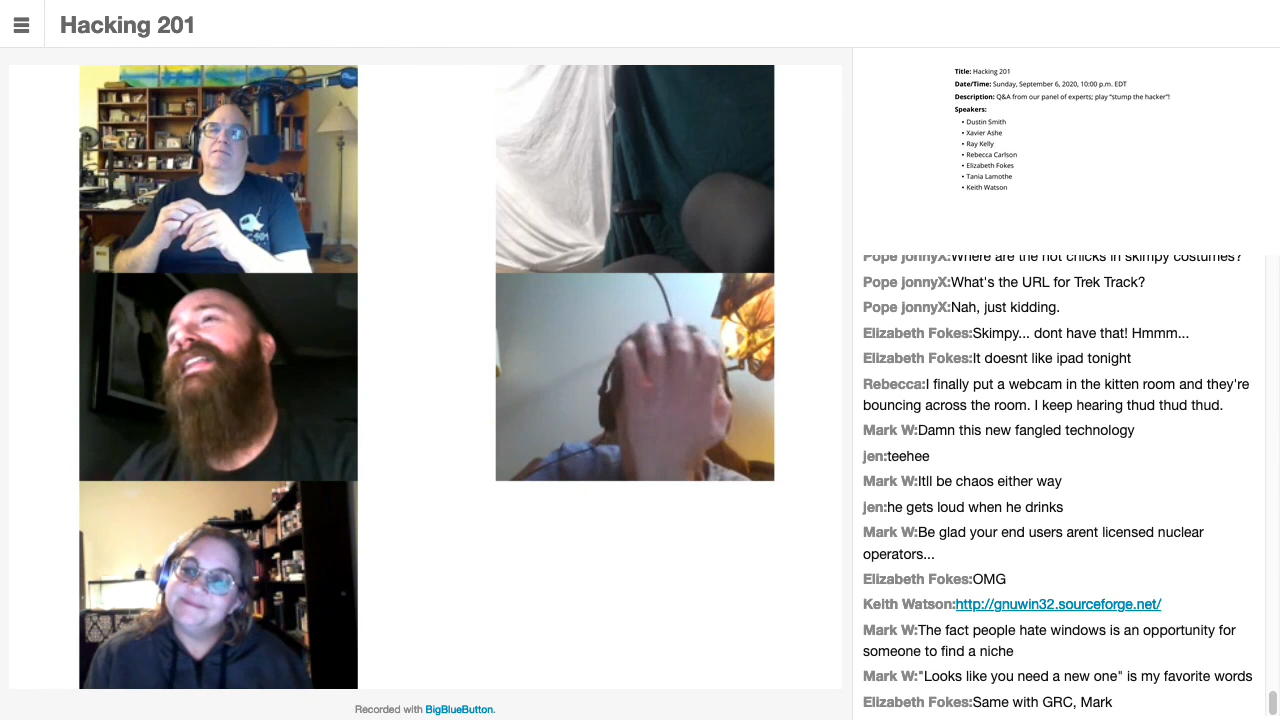 Hacking 201
Title: Hacking 201
Date/Time: Sunday, September 6, 2020, 10:00 p.m. EDT
Description: Q&A from our panel of experts; play "stump the hacker"!
Speakers:
• Dustin Smith
• Xavier Ashe
• Ray Kelly
• Rebecca Carlson
• Elizabeth Fokes
• Tania Lamothe
• Keith Watson
Pope jonnyX:Where are the hot chicks in skimpy costumes?
Pope jonnyX:What's the URL for Trek Track?
Pope jonnyX:Nah, just kidding.
Elizabeth Fokes:Skimpy... dont have that! Hmmm...
Elizabeth Fokes:It doesnt like ipad tonight
Rebecca:I finally put a webcam in the kitten room and they're
bouncing across the room. I keep hearing thud thud thud.
Mark W:Damn this new fangled technology
jen:teehee
Mark W:Itll be chaos either way
jen:he gets loud when he drinks
Mark W:Be glad your end users arent licensed nuclear
operators...
Elizabeth Fokes:OMG
Keith Watson:http://gnuwin32.sourceforge.net/
Mark W:The fact people hate windows is an opportunity for
someone to find a niche
Mark W:"Looks like you need a new one" is my favorite words
Elizabeth Fokes:Same with GRC, Mark
Recorded with BigBlueButton.